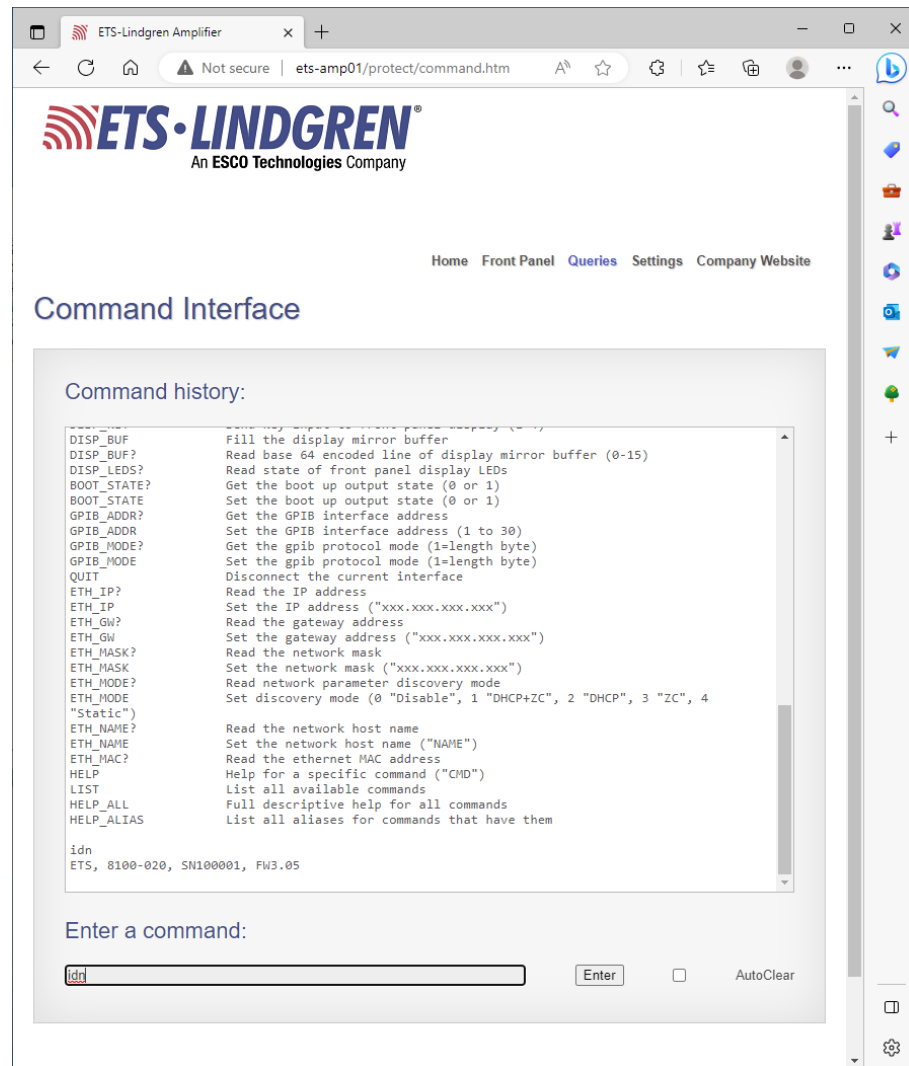 ETS-Lindgren Amplifier
Not secure | ets-amp01/protect/command.htm
ETS·LINDGREN®
An ESCO Technologies Company
Home Front Panel Queries Settings Company Website
Command Interface
Command history:
DISP_BUF Fill the display mirror buffer
DISP_BUF? Read base 64 encoded line of display mirror buffer (0-15)
DISP_LEDS? Read state of front panel display LEDs
BOOT_STATE? Get the boot up output state (0 or 1)
BOOT_STATE Set the boot up output state (0 or 1)
GPIB_ADDR? Get the GPIB interface address
GPIB_ADDR Set the GPIB interface address (1 to 30)
GPIB_MODE? Get the gpib protocol mode (1=length byte)
GPIB_MODE Set the gpib protocol mode (1=length byte)
QUIT Disconnect the current interface
ETH_IP? Read the IP address
ETH_IP Set the IP address ("xxx.xxx.xxx.xxx")
ETH_GW? Read the gateway address
ETH_GW Set the gateway address ("xxx.xxx.xxx.xxx")
ETH_MASK? Read the network mask
ETH_MASK Set the network mask ("xxx.xxx.xxx.xxx")
ETH_MODE? Read network parameter discovery mode
ETH_MODE Set discovery mode (0 "Disable", 1 "DHCP+ZC", 2 "DHCP", 3 "ZC", 4
"Static")
ETH_NAME? Read the network host name
ETH_NAME Set the network host name ("NAME")
ETH_MAC? Read the ethernet MAC address
HELP Help for a specific command ("CMD")
LIST List all available commands
HELP_ALL Full descriptive help for all commands
HELP_ALIAS List all aliases for commands that have them
idn
ETS, 8100-020, SN100001, FW3.05
Enter a command:
idn Enter AutoClear